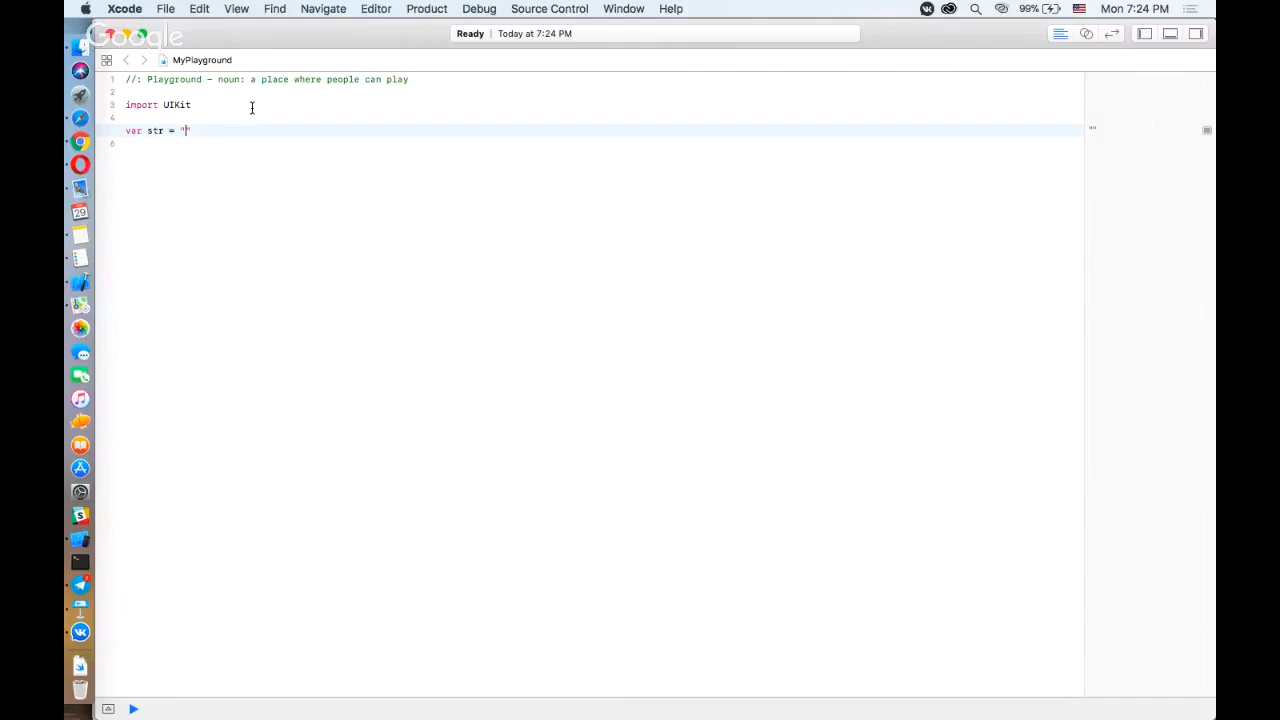 Xcode File Edit View Find Navigate Editor Product Debug Source Control Window Help 99% Mon 7:24 PM
Google
Ready | Today at 7:24 PM
MyPlayground
1 //: Playground - noun: a place where people can play
2
3 import UIKit
4
var str = "" ""
6
29
S